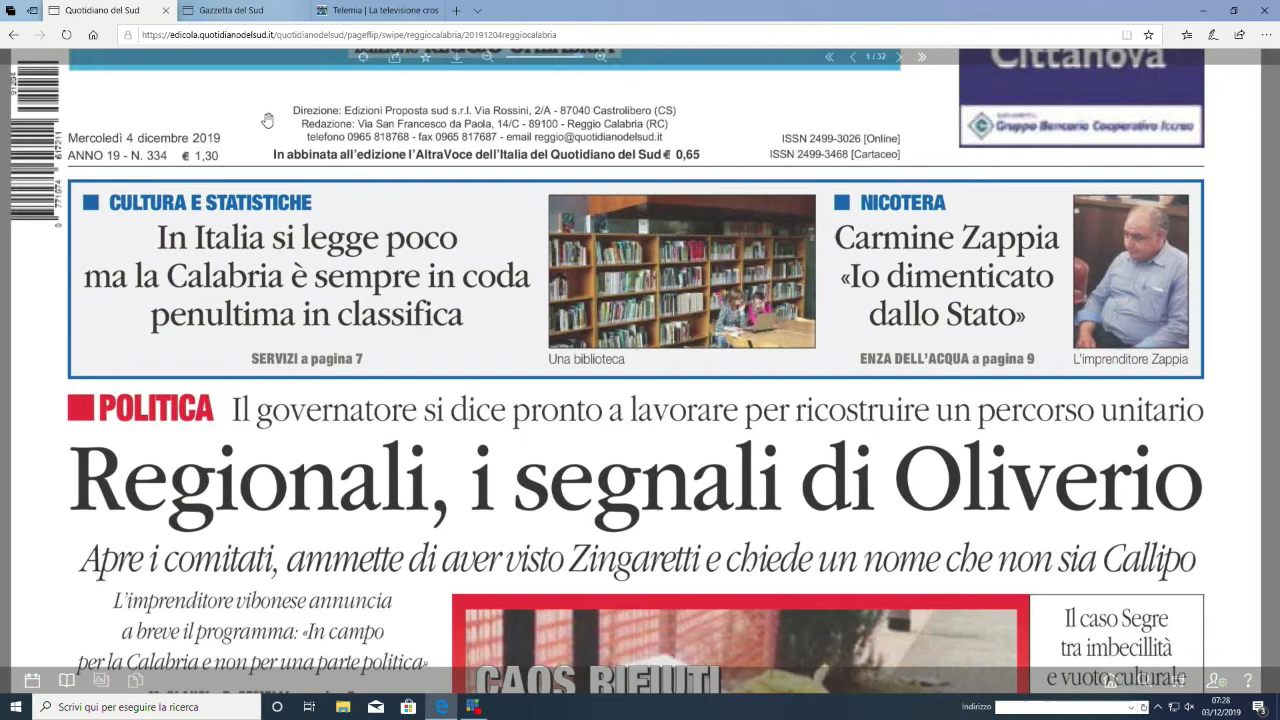 Quotidiano del Sud
Telemia | La televisione c
Altro
https://edicola.quotidianodelsud.it/quotidianodelsud/pageflip/swipe/reggiocalabria/20191204reggiocalabria
1 / 32
Cittanova
Gruppo Bancario Cooperativo Iccrea
Direzione: Edizioni Proposta sud s.r.l. Via Rossini, 2/A - 87040 Castrolibero (CS)
Redazione: Via San Francesco da Paola, 14/C - 89100 - Reggio Calabria (RC)
telefono 0965 818768 - fax 0965 817687 - email reggio@quotidianodelsud.it
In abbinata all'edizione l'AltraVoce dell'Italia del Quotidiano del Sud € 0,65
Mercoledì 4 dicembre 2019
ANNO 19 - N. 334 € 1,30
ISSN 2499-3026 [Online]
ISSN 2499-3468 [Cartaceo]
CULTURA E STATISTICHE
In Italia si legge poco
ma la Calabria è sempre in coda
penultima in classifica
SERVIZI a pagina 7
Una biblioteca
NICOTERA
Carmine Zappia
«Io dimenticato
dallo Stato»
ENZA DELL'ACQUA a pagina 9
L'imprenditore Zappia
POLITICA Il governatore si dice pronto a lavorare per ricostruire un percorso unitario
Regionali, i segnali di Oliverio
Apre i comitati, ammette di aver visto Zingaretti e chiede un nome che non sia Callipo
L'imprenditore vibonese annuncia
a breve il programma: «In campo
per la Calabria e non per una parte politica»
CAOS RIFIUTI
Il caso Segre
tra imbecillità
e vuoto culturale
Scrivi qui per eseguire la ricerca
Indirizzo
07:28
03/12/2019